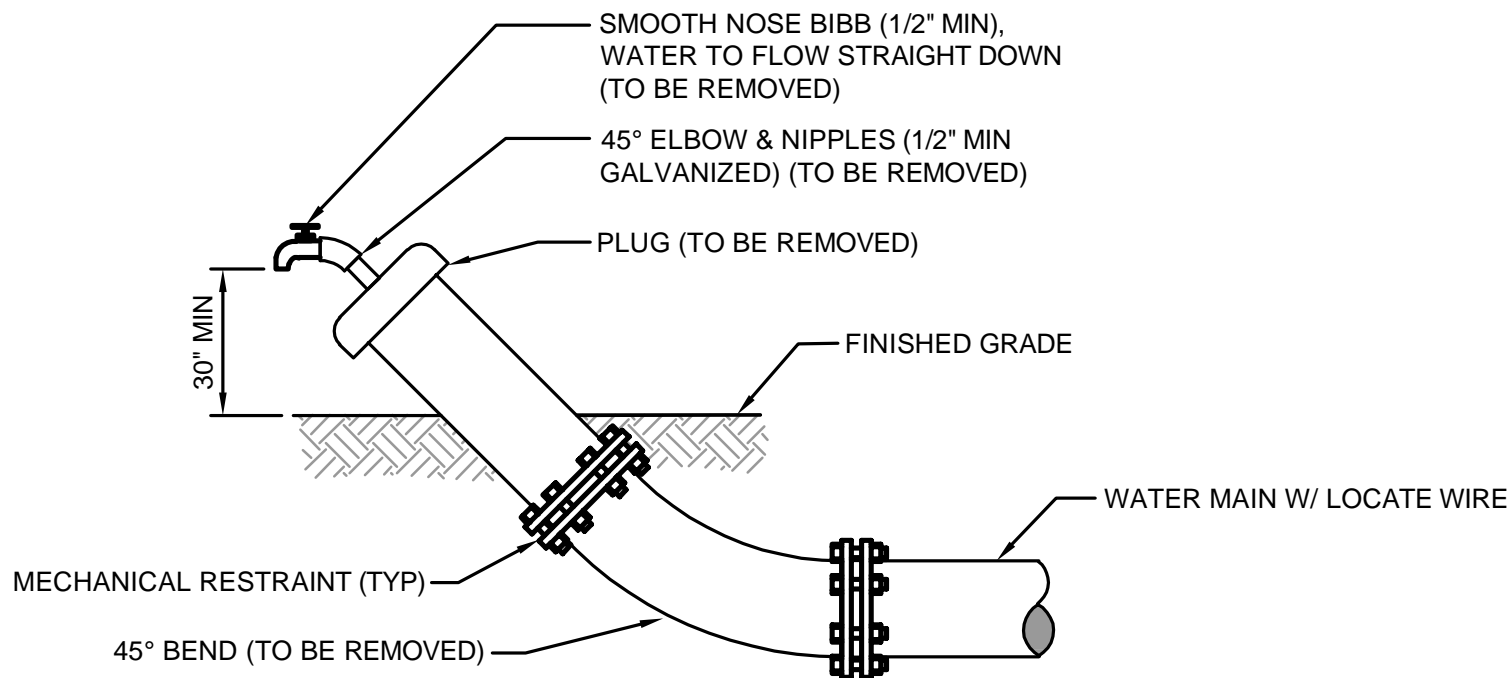 SMOOTH NOSE BIBB (1/2" MIN),
WATER TO FLOW STRAIGHT DOWN
(TO BE REMOVED)
45° ELBOW & NIPPLES (1/2" MIN
GALVANIZED) (TO BE REMOVED)
PLUG (TO BE REMOVED)
30" MIN
FINISHED GRADE
WATER MAIN W/ LOCATE WIRE
MECHANICAL RESTRAINT (TYP)
45° BEND (TO BE REMOVED)